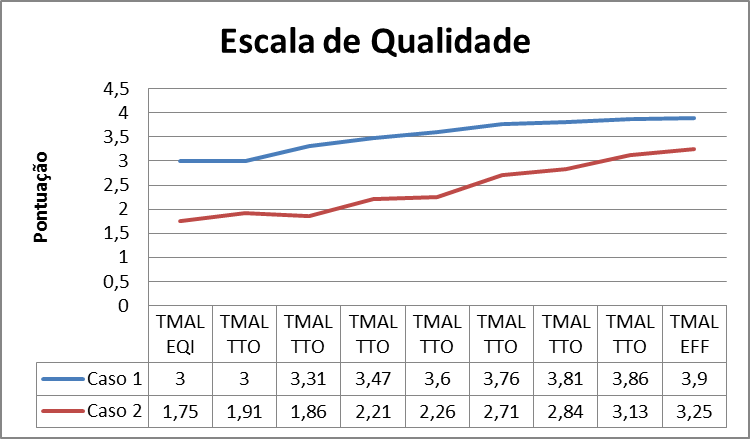 Escala de Qualidade
Pontuação
4,5
4
3,5
3
2,5
2
1,5
1
0,5
0
TMAL EQI TMAL TTO TMAL TTO TMAL TTO TMAL TTO TMAL TTO TMAL TTO TMAL TTO TMAL EFF
Caso 1 3 3 3,31 3,47 3,6 3,76 3,81 3,86 3,9
Caso 2 1,75 1,91 1,86 2,21 2,26 2,71 2,84 3,13 3,25